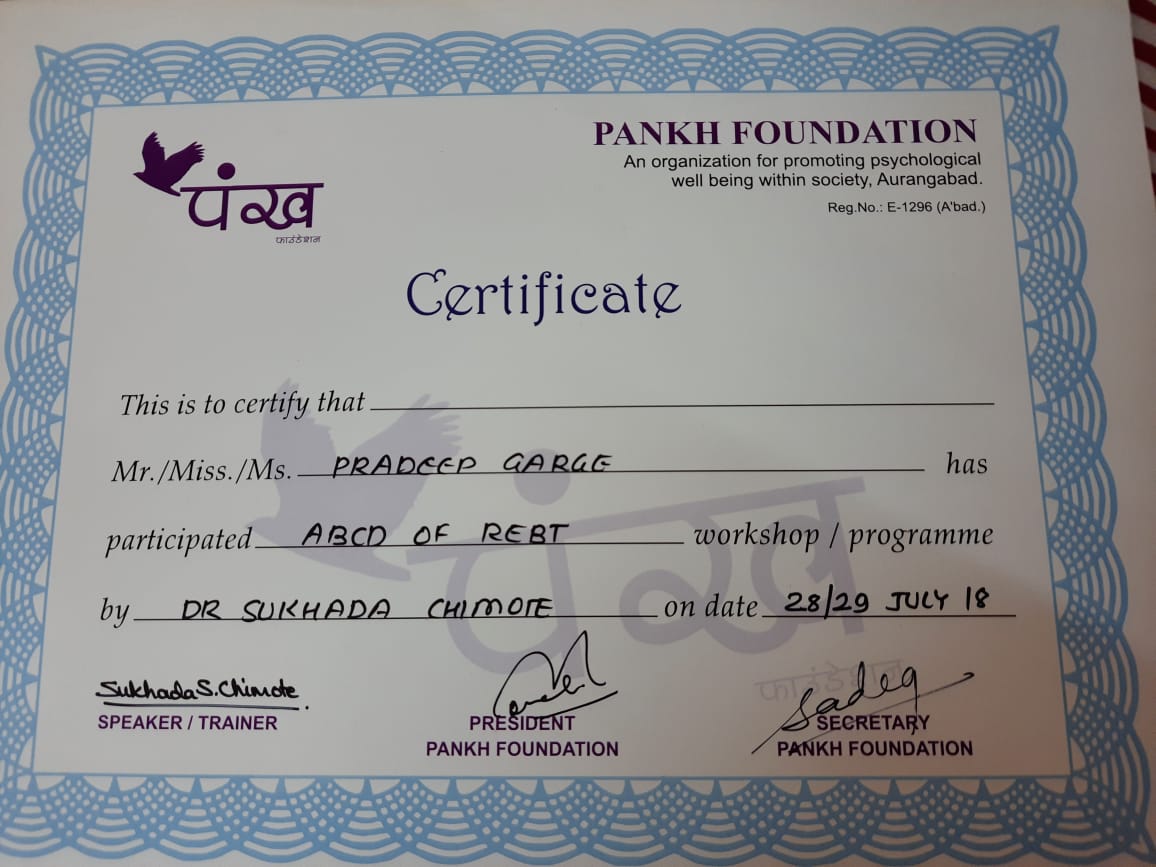 पंख
फाउंडेशन
PANKH FOUNDATION
An organization for promoting psychological
well being within society, Aurangabad.
Reg.No.: E-1296 (A'bad.)
Certificate
This is to certify that
Mr./Miss./Ms. PRADEEP GARGE has
participated ABCD OF REBT workshop / programme
by DR SUKHADA CHIMOTE on date 28/29 JULY 18
पंख
फाउंडेशन
Sukhada S. Chimote.
SPEAKER / TRAINER
PRESIDENT
PANKH FOUNDATION
SECRETARY
PANKH FOUNDATION